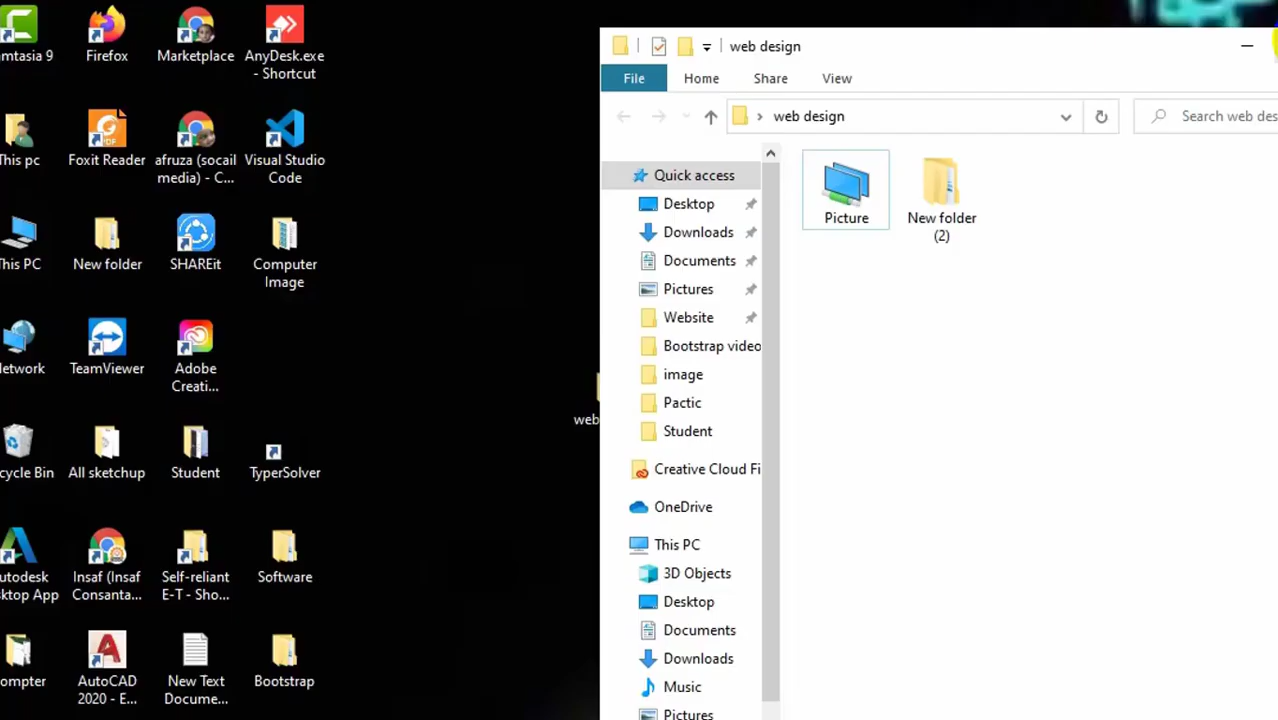 mtasia 9
Firefox
Marketplace
AnyDesk.exe
- Shortcut
This pc
Foxit Reader
afruza (socail
media) - C...
Visual Studio
Code
This PC
New folder
SHAREit
Computer
Image
etwork
TeamViewer
Adobe
Creati...
cycle Bin
All sketchup
Student
TyperSolver
utodesk
sktop App
Insaf (Insaf
Consanta...
Self-reliant
E-T - Sho...
Software
ompter
AutoCAD
2020 - E...
New Text
Docume...
Bootstrap
web
web design
File
Home
Share
View
web design
Search web des
Quick access
Desktop
Downloads
Documents
Pictures
Website
Bootstrap video
image
Pactic
Student
Creative Cloud Fi
OneDrive
This PC
3D Objects
Desktop
Documents
Downloads
Music
Pictures
Picture
New folder
(2)